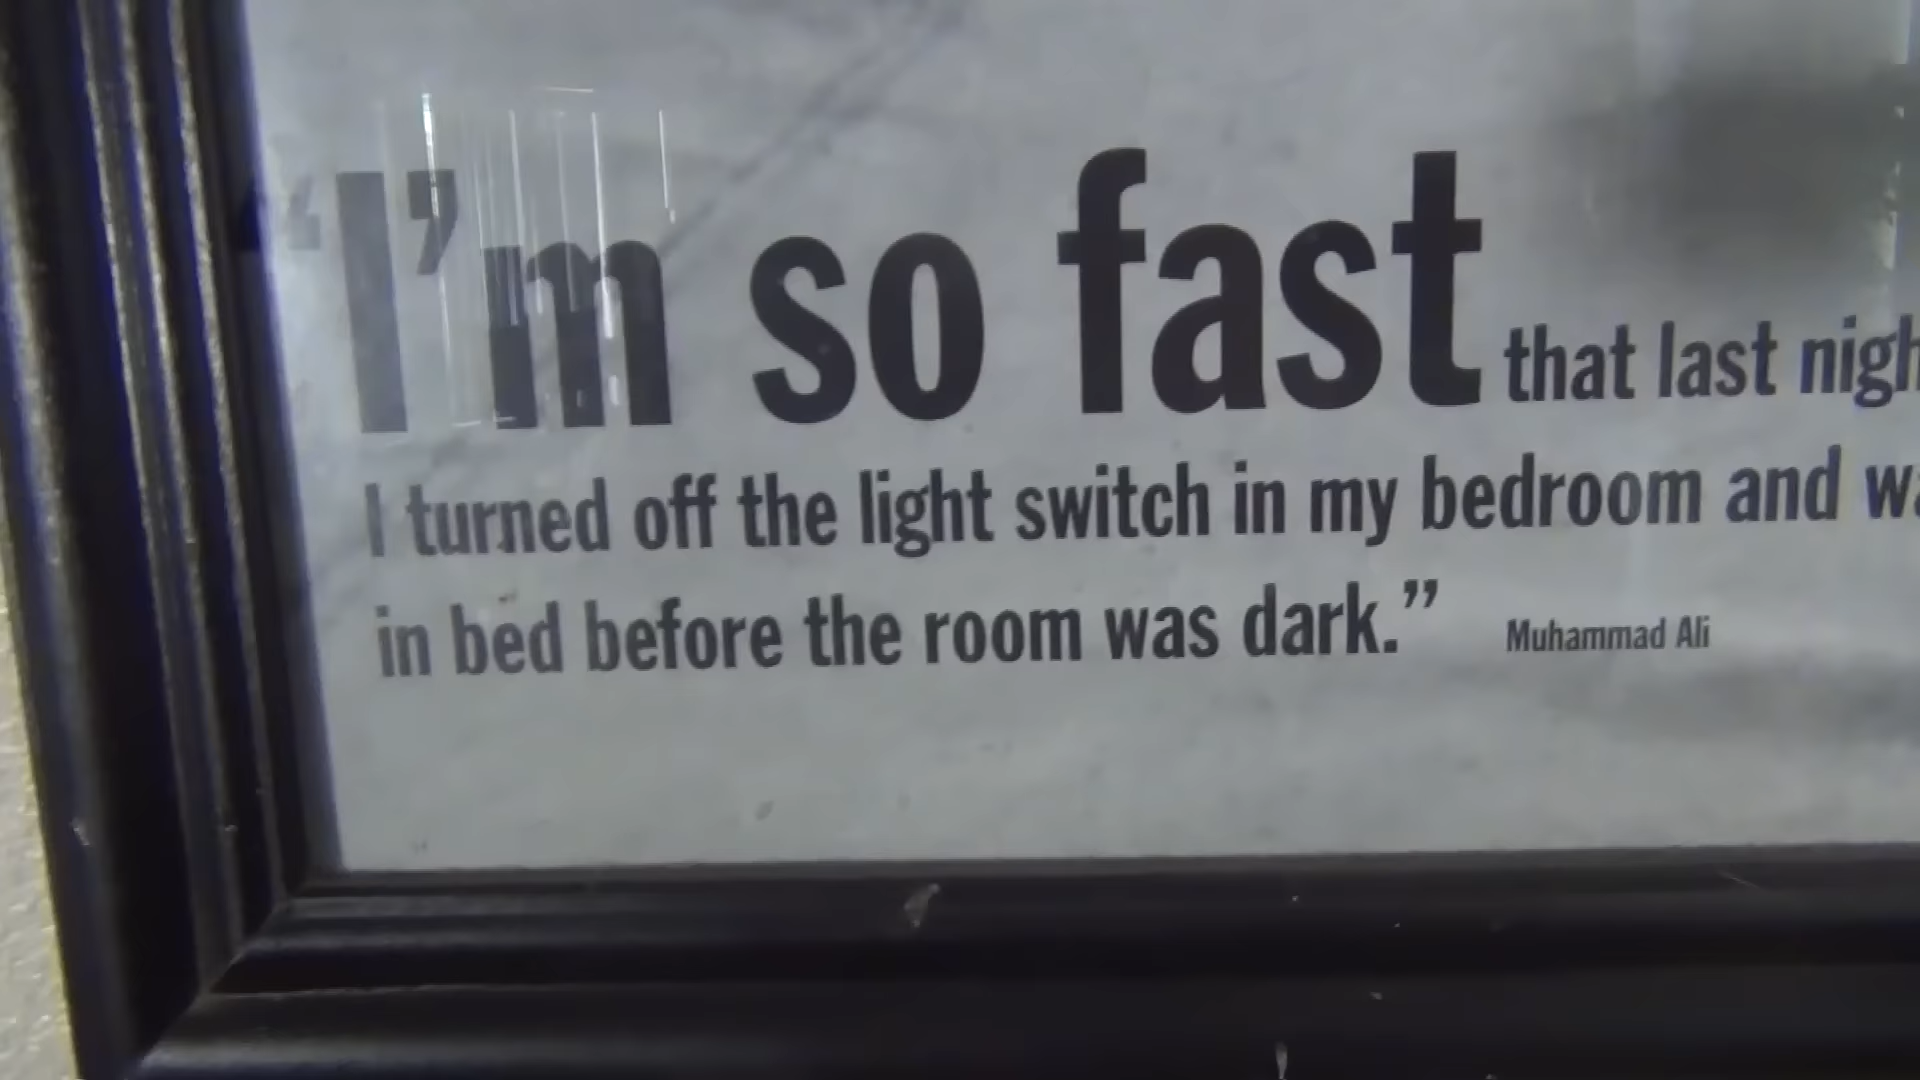 “I’m so fast that last nigh
I turned off the light switch in my bedroom and wa
in bed before the room was dark.” Muhammad Ali